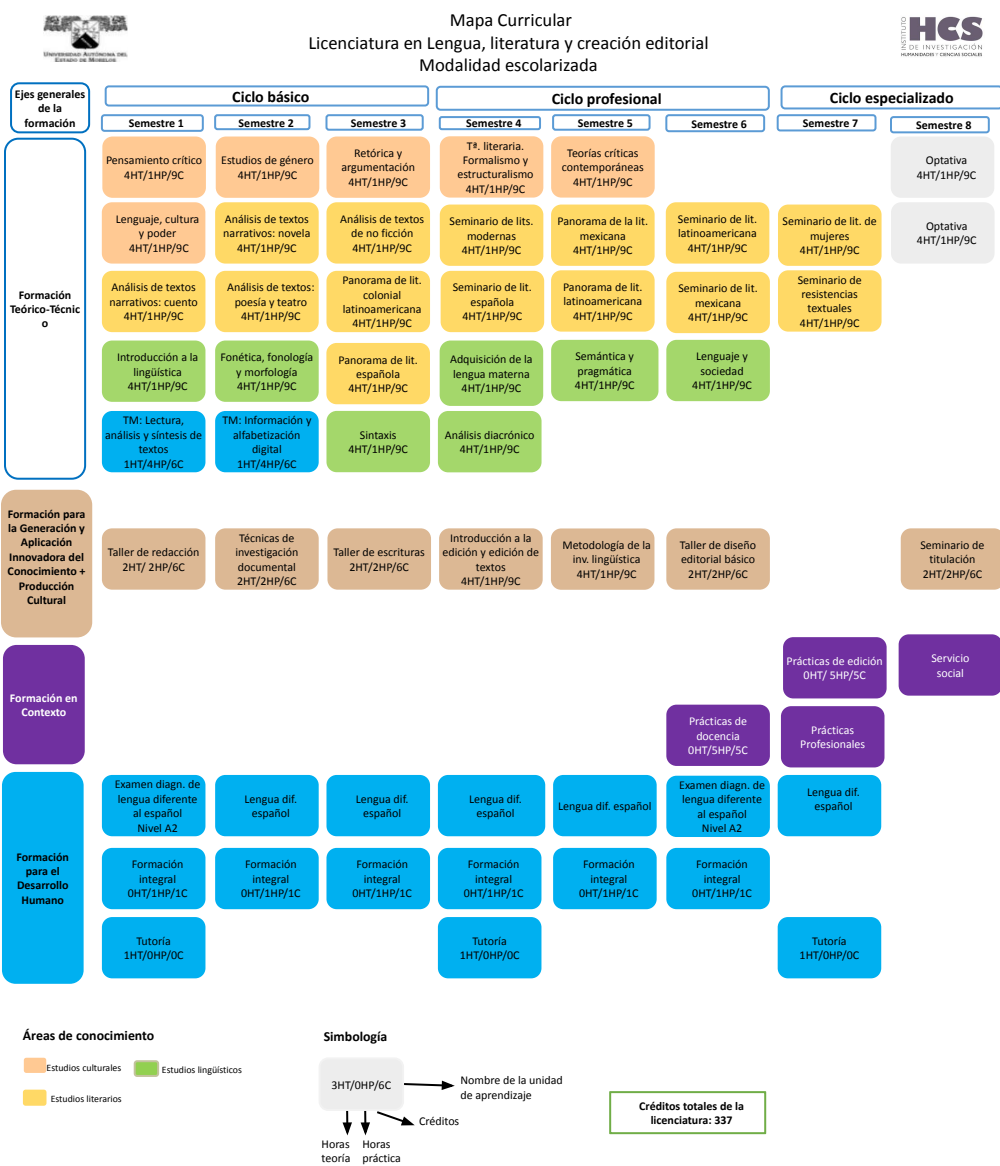 UNIVERSIDAD AUTÓNOMA DEL
ESTADO DE MORELOS
Mapa Curricular
Licenciatura en Lengua, literatura y creación editorial
Modalidad escolarizada
INSTITUTO
HCS
DE INVESTIGACIÓN
HUMANIDADES Y CIENCIAS SOCIALES
Ejes generales
de la
formación
Ciclo básico
Ciclo profesional
Ciclo especializado
Semestre 1
Semestre 2
Semestre 3
Semestre 4
Semestre 5
Semestre 6
Semestre 7
Semestre 8
Formación
Teórico-Técnic
o
Pensamiento crítico
4HT/1HP/9C
Estudios de género
4HT/1HP/9C
Retórica y
argumentación
4HT/1HP/9C
Tª. literaria.
Formalismo y
estructuralismo
4HT/1HP/9C
Teorías críticas
contemporáneas
4HT/1HP/9C
Optativa
4HT/1HP/9C
Lenguaje, cultura
y poder
4HT/1HP/9C
Análisis de textos
narrativos: novela
4HT/1HP/9C
Análisis de textos
de no ficción
4HT/1HP/9C
Seminario de lits.
modernas
4HT/1HP/9C
Panorama de la lit.
mexicana
4HT/1HP/9C
Seminario de lit.
latinoamericana
4HT/1HP/9C
Seminario de lit. de
mujeres
4HT/1HP/9C
Optativa
4HT/1HP/9C
Análisis de textos
narrativos: cuento
4HT/1HP/9C
Análisis de textos:
poesía y teatro
4HT/1HP/9C
Panorama de lit.
colonial
latinoamericana
4HT/1HP/9C
Seminario de lit.
española
4HT/1HP/9C
Panorama de lit.
latinoamericana
4HT/1HP/9C
Seminario de lit.
mexicana
4HT/1HP/9C
Seminario de
resistencias
textuales
4HT/1HP/9C
Introducción a la
lingüística
4HT/1HP/9C
Fonética, fonología
y morfología
4HT/1HP/9C
Panorama de lit.
española
4HT/1HP/9C
Adquisición de la
lengua materna
4HT/1HP/9C
Semántica y
pragmática
4HT/1HP/9C
Lenguaje y
sociedad
4HT/1HP/9C
TM: Lectura,
análisis y síntesis de
textos
1HT/4HP/6C
TM: Información y
alfabetización
digital
1HT/4HP/6C
Sintaxis
4HT/1HP/9C
Análisis diacrónico
4HT/1HP/9C
Formación para
la Generación y
Aplicación
Innovadora del
Conocimiento +
Producción
Cultural
Taller de redacción
2HT/ 2HP/6C
Técnicas de
investigación
documental
2HT/2HP/6C
Taller de escrituras
2HT/2HP/6C
Introducción a la
edición y edición de
textos
4HT/1HP/9C
Metodología de la
inv. lingüística
4HT/1HP/9C
Taller de diseño
editorial básico
2HT/2HP/6C
Seminario de
titulación
2HT/2HP/6C
Formación en
Contexto
Prácticas de edición
0HT/ 5HP/5C
Servicio
social
Prácticas de
docencia
0HT/5HP/5C
Prácticas
Profesionales
Formación
para el
Desarrollo
Humano
Examen diagn. de
lengua diferente
al español
Nivel A2
Lengua dif.
español
Lengua dif.
español
Lengua dif.
español
Lengua dif. español
Examen diagn. de
lengua diferente
al español
Nivel A2
Lengua dif.
español
Formación
integral
0HT/1HP/1C
Formación
integral
0HT/1HP/1C
Formación
integral
0HT/1HP/1C
Formación
integral
0HT/1HP/1C
Formación
integral
0HT/1HP/1C
Formación
integral
0HT/1HP/1C
Tutoría
1HT/0HP/0C
Tutoría
1HT/0HP/0C
Tutoría
1HT/0HP/0C
Áreas de conocimiento
Estudios culturales
Estudios lingüísticos
Estudios literarios
Simbología
3HT/0HP/6C
Nombre de la unidad
de aprendizaje
Créditos
Horas
teoría
Horas
práctica
Créditos totales de la
licenciatura: 337